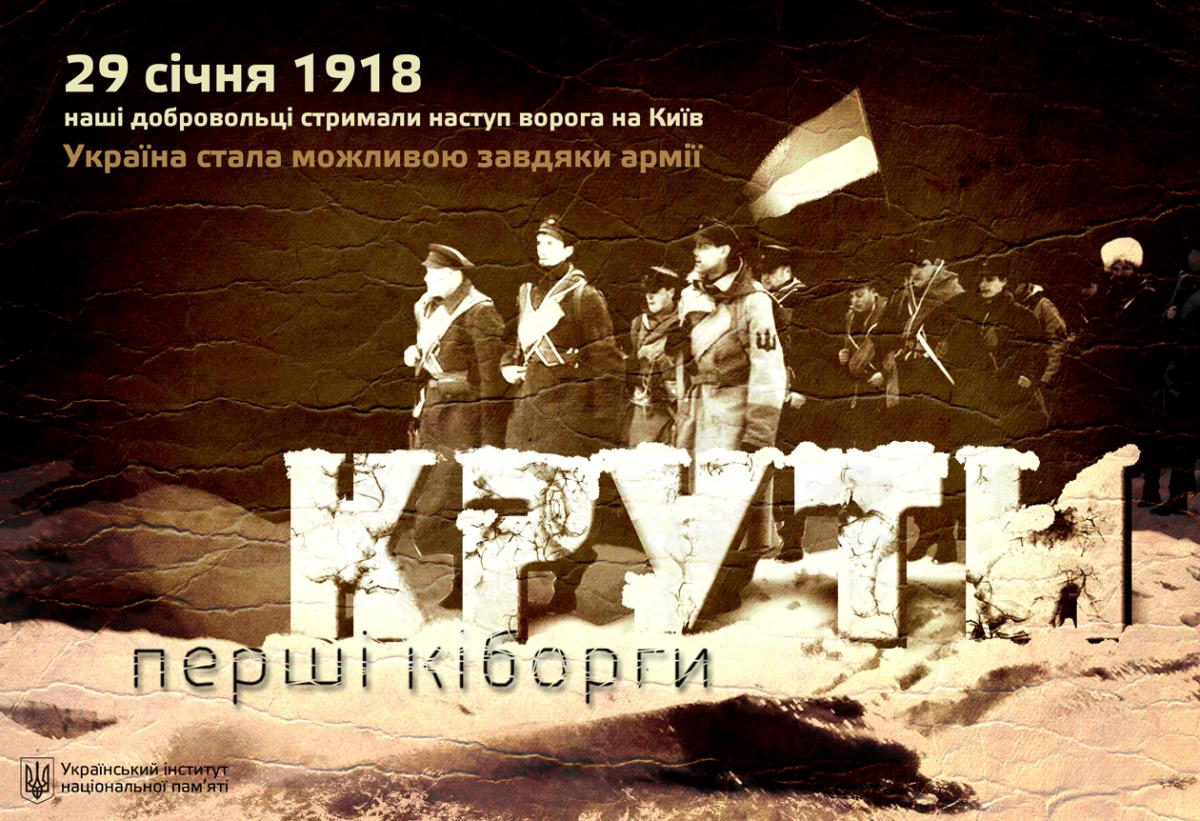 29 січня 1918
наші добровольці стримали наступ ворога на Київ
Україна стала можливою завдяки армії
КРУТИ
перші кіборги
Український інститут
національної пам'яті